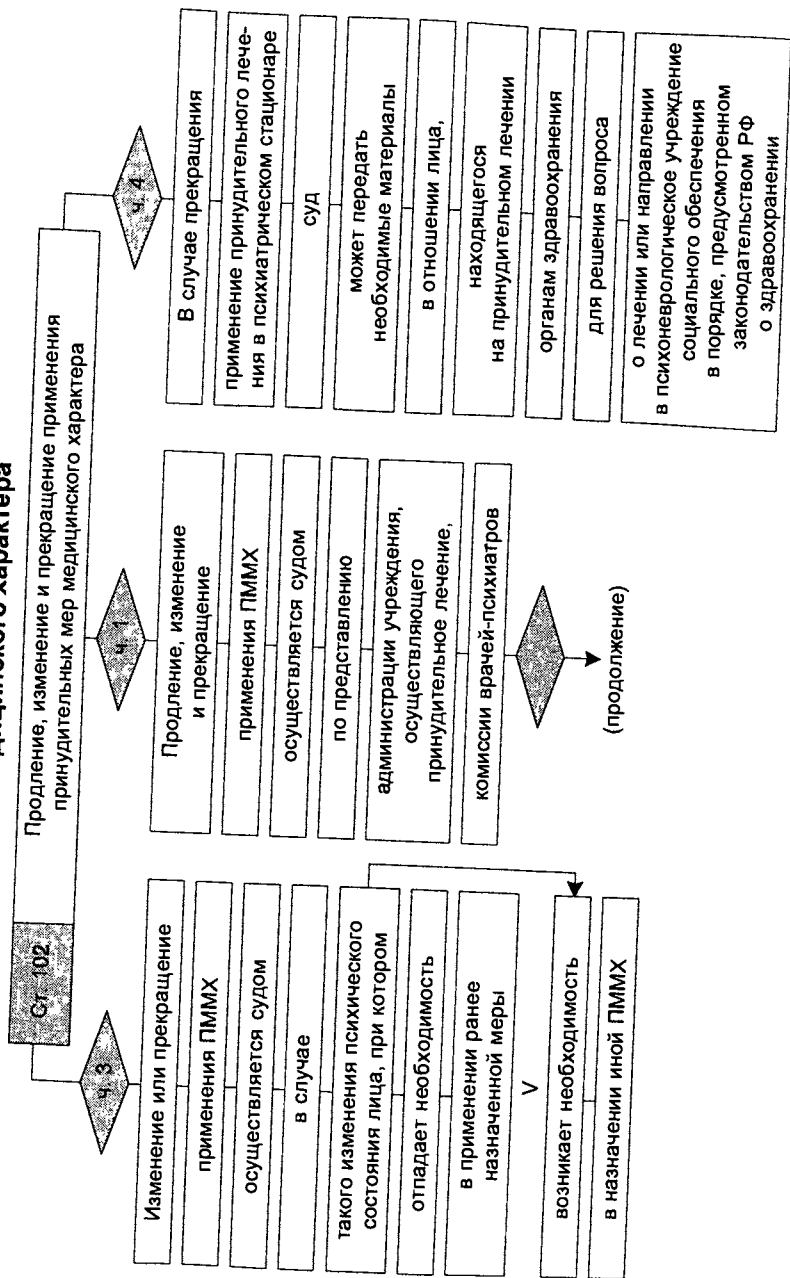 дицинского характера
Ст. 102
Продление, изменение и прекращение применения
принудительных мер медицинского характера
ч. 3
Изменение или прекращение
применения ПММХ
осуществляется судом
в случае
такого изменения психического
состояния лица, при котором
отпадает необходимость
в применении ранее
назначенной меры
V
возникает необходимость
в назначении иной ПММХ
ч. 1
Продление, изменение
и прекращение
применения ПММХ
осуществляется судом
по представлению
администрации учреждения,
осуществляющего
принудительное лечение,
комиссии врачей-психиатров
(продолжение)
ч. 4
В случае прекращения
применение принудительного лече-
ния в психиатрическом стационаре
суд
может передать
необходимые материалы
в отношении лица,
находящегося
на принудительном лечении
органам здравоохранения
для решения вопроса
о лечении или направлении
в психоневрологическое учреждение
социального обеспечения
в порядке, предусмотренном
законодательством РФ
о здравоохранении